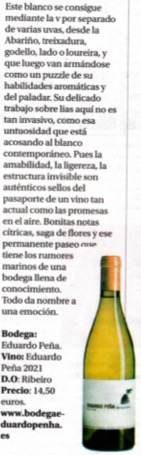 Este blanco se consigue
mediante la v por separado
de varias uvas, desde la
Abariño, treixadura,
godello, lado o loureira, y
que luego van armándose
como un puzzle de su
habilidades aromáticas y
del paladar. Su delicado
trabajo sobre lías aquí no es
tan invasivo, como esa
untuosidad que está
acosando al blanco
contemporáneo. Pues la
amabilidad, la ligereza, la
estructura invisible son
auténticos sellos del
pasaporte de un vino tan
actual como las promesas
en el aire. Bonitas notas
cítricas, saga de flores y ese
permanente paseo que
tiene los rumores
marinos de una
bodega llena de
conocimiento.
Todo da nombre a
una emoción.
Bodega:
Eduardo Peña.
Vino: Eduardo
Peña 2021
D.O: Ribeiro
Precio: 14,50
euros.
www.bodegae-
duardopenha.
es
EDUARDO PEÑA